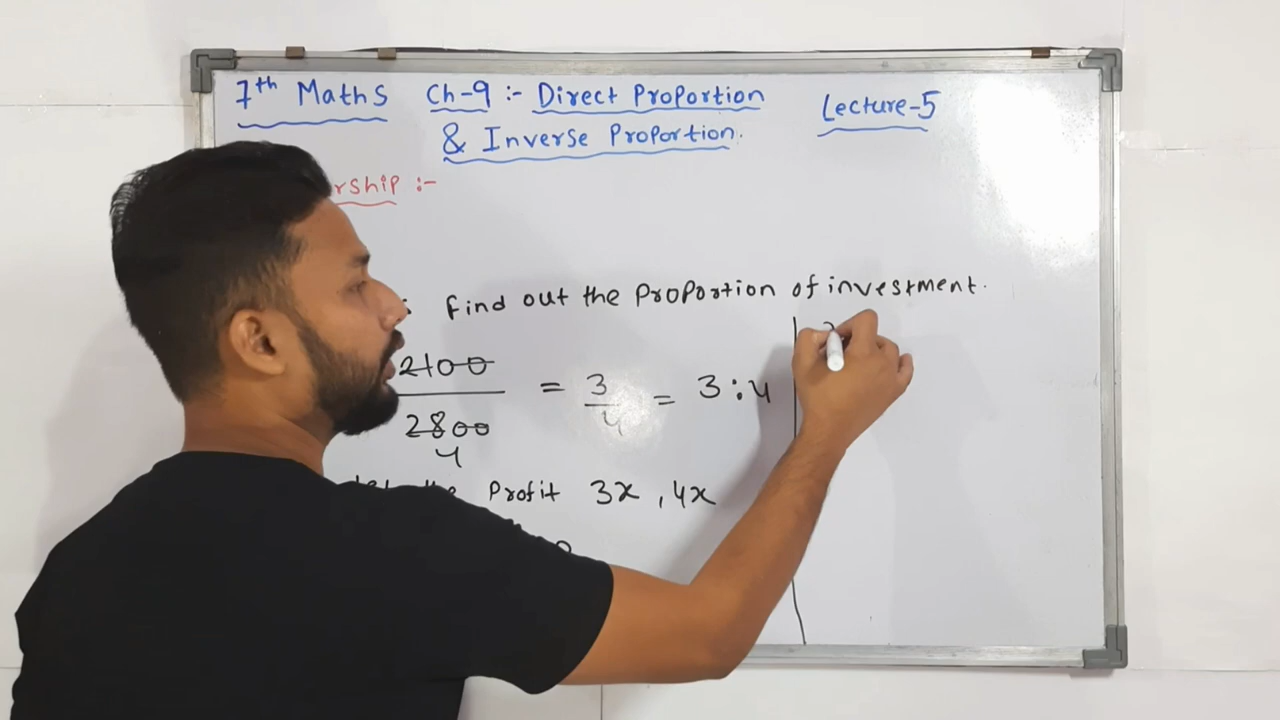 7th Maths Ch-9 :- Direct Proportion Lecture-5
& Inverse Proportion.
rship :-
: find out the proportion of investment.
2100
2800
4
= 3/4 = 3:4
the Profit 3x, 4x